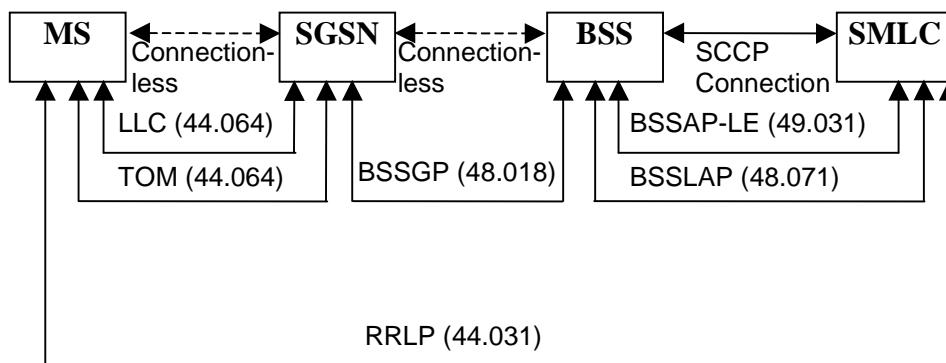 MS
SGSN
BSS
SMLC
Connection-
less
Connection-
less
SCCP
Connection
LLC (44.064)
BSSAP-LE (49.031)
TOM (44.064)
BSSGP (48.018)
BSSLAP (48.071)
RRLP (44.031)